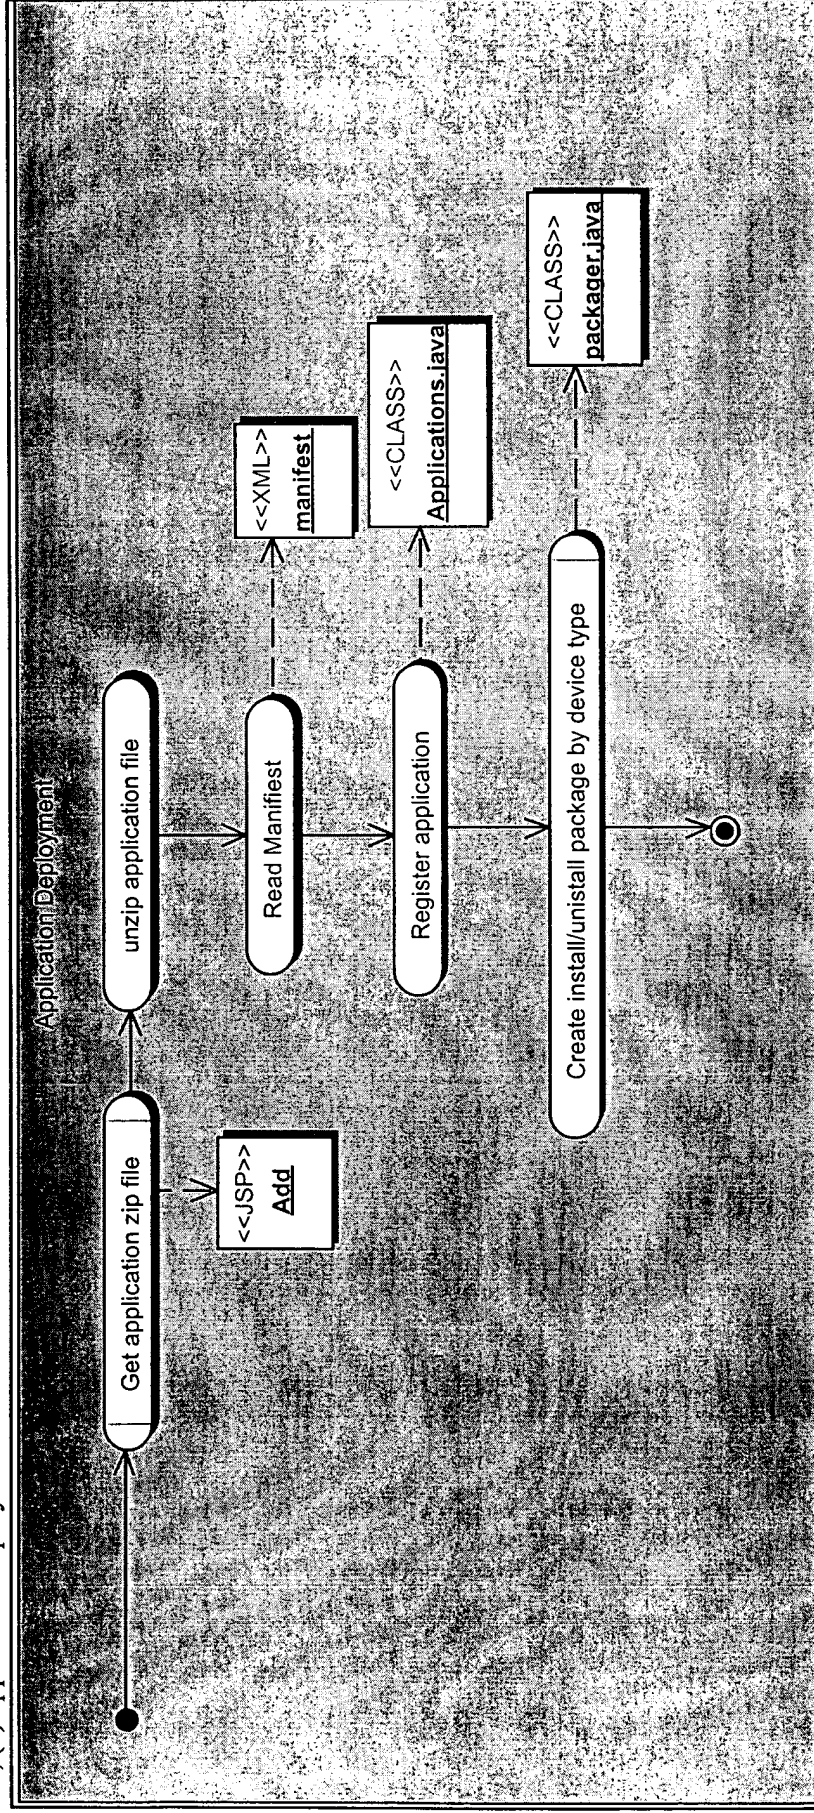 Application Deployment
Get application zip file
unzip application file
<<JSP>>
Add
Read Manifiest
<<XML>>
manifest
Register application
<<CLASS>>
Applications.java
Create install/unistall package by device type
<<CLASS>>
packager.java